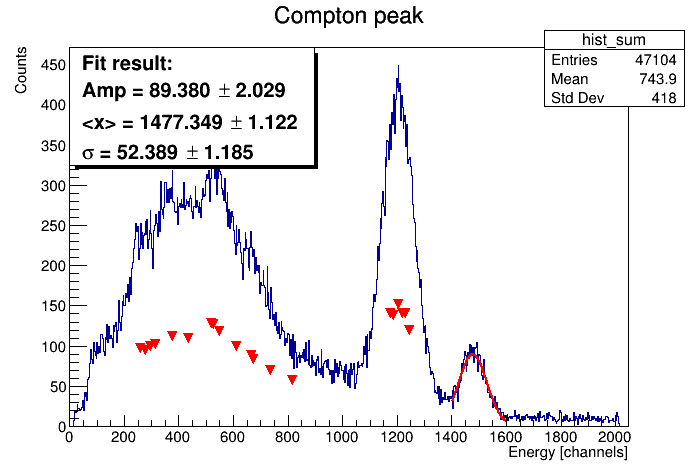 Compton peak
hist_sum
Entries 47104
Mean 743.9
Std Dev 418
Fit result:
Amp = 89.380 ± 2.029
<x> = 1477.349 ± 1.122
σ = 52.389 ± 1.185
Counts
450
400
350
300
250
200
150
100
50
0
0 200 400 600 800 1000 1200 1400 1600 1800 2000
Energy [channels]